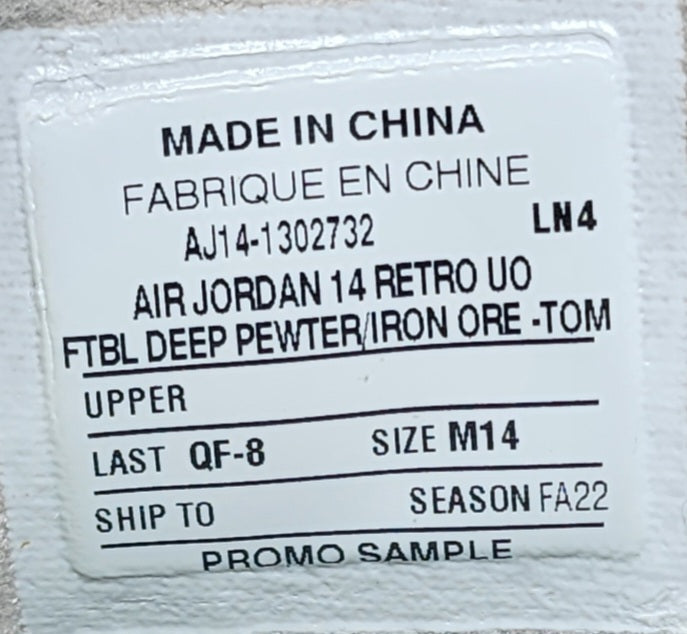 MADE IN CHINA
FABRIQUE EN CHINE
AJ14-1302732 LN4
AIR JORDAN 14 RETRO UO
FTBL DEEP PEWTER/IRON ORE -TOM
UPPER
LAST QF-8 SIZE M14
SHIP TO SEASON FA22
PROMO SAMPLE